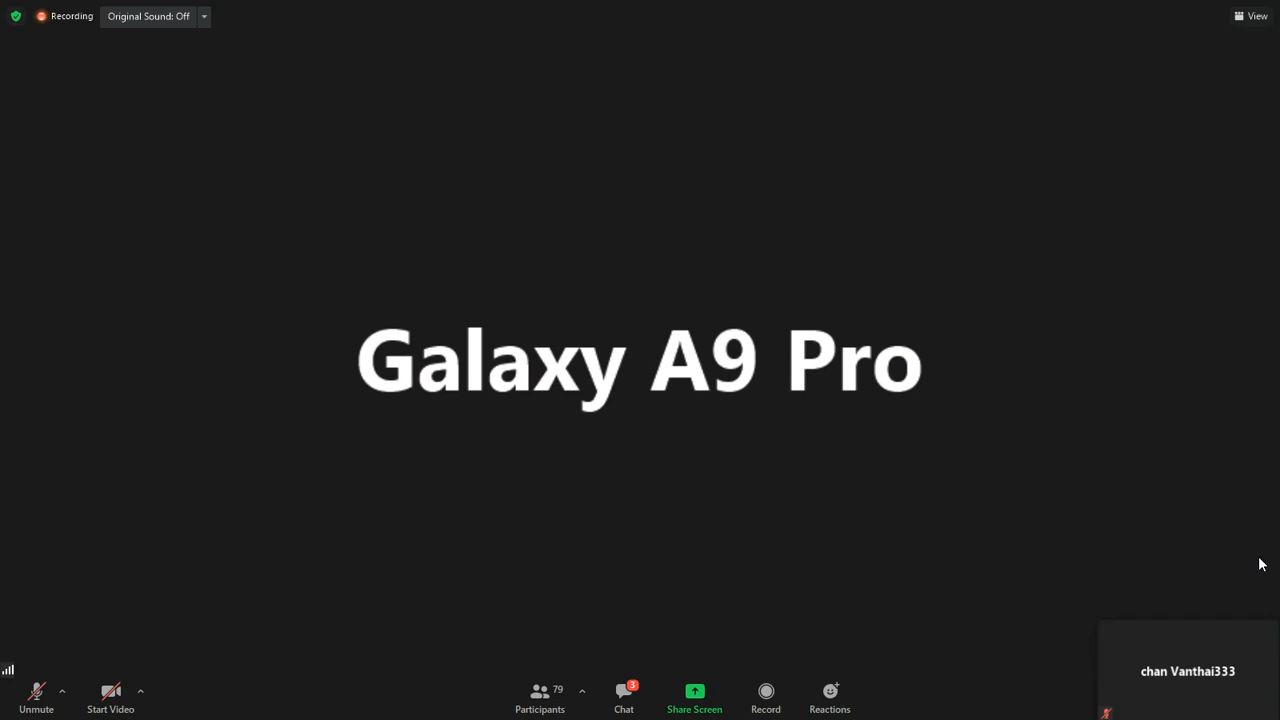 Recording
Original Sound: Off
View
Galaxy A9 Pro
chan Vanthai333
Unmute
Start Video
79
Participants
3
Chat
Share Screen
Record
Reactions